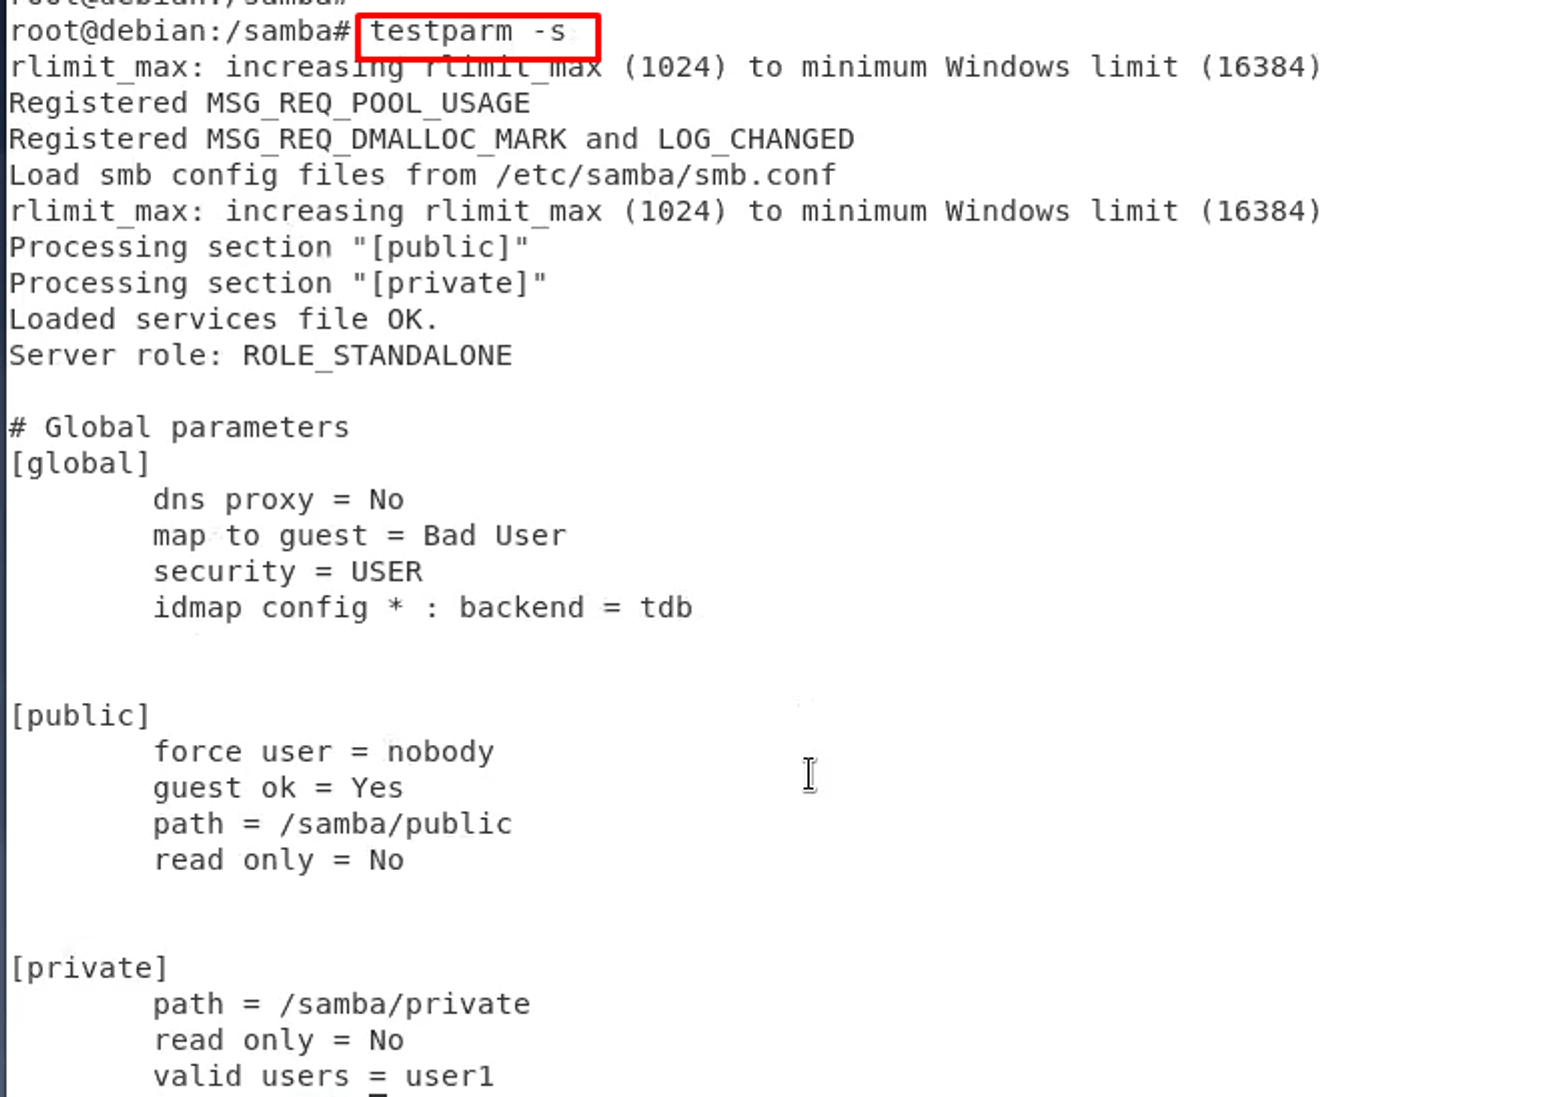 root@debian:/samba#
root@debian:/samba# testparm -s
rlimit_max: increasing rlimit_max (1024) to minimum Windows limit (16384)
Registered MSG_REQ_POOL_USAGE
Registered MSG_REQ_DMALLOC_MARK and LOG_CHANGED
Load smb config files from /etc/samba/smb.conf
rlimit_max: increasing rlimit_max (1024) to minimum Windows limit (16384)
Processing section "[public]"
Processing section "[private]"
Loaded services file OK.
Server role: ROLE_STANDALONE
# Global parameters
[global]
dns proxy = No
map to guest = Bad User
security = USER
idmap config * : backend = tdb
[public]
force user = nobody
guest ok = Yes
path = /samba/public
read only = No
[private]
path = /samba/private
read only = No
valid users = user1